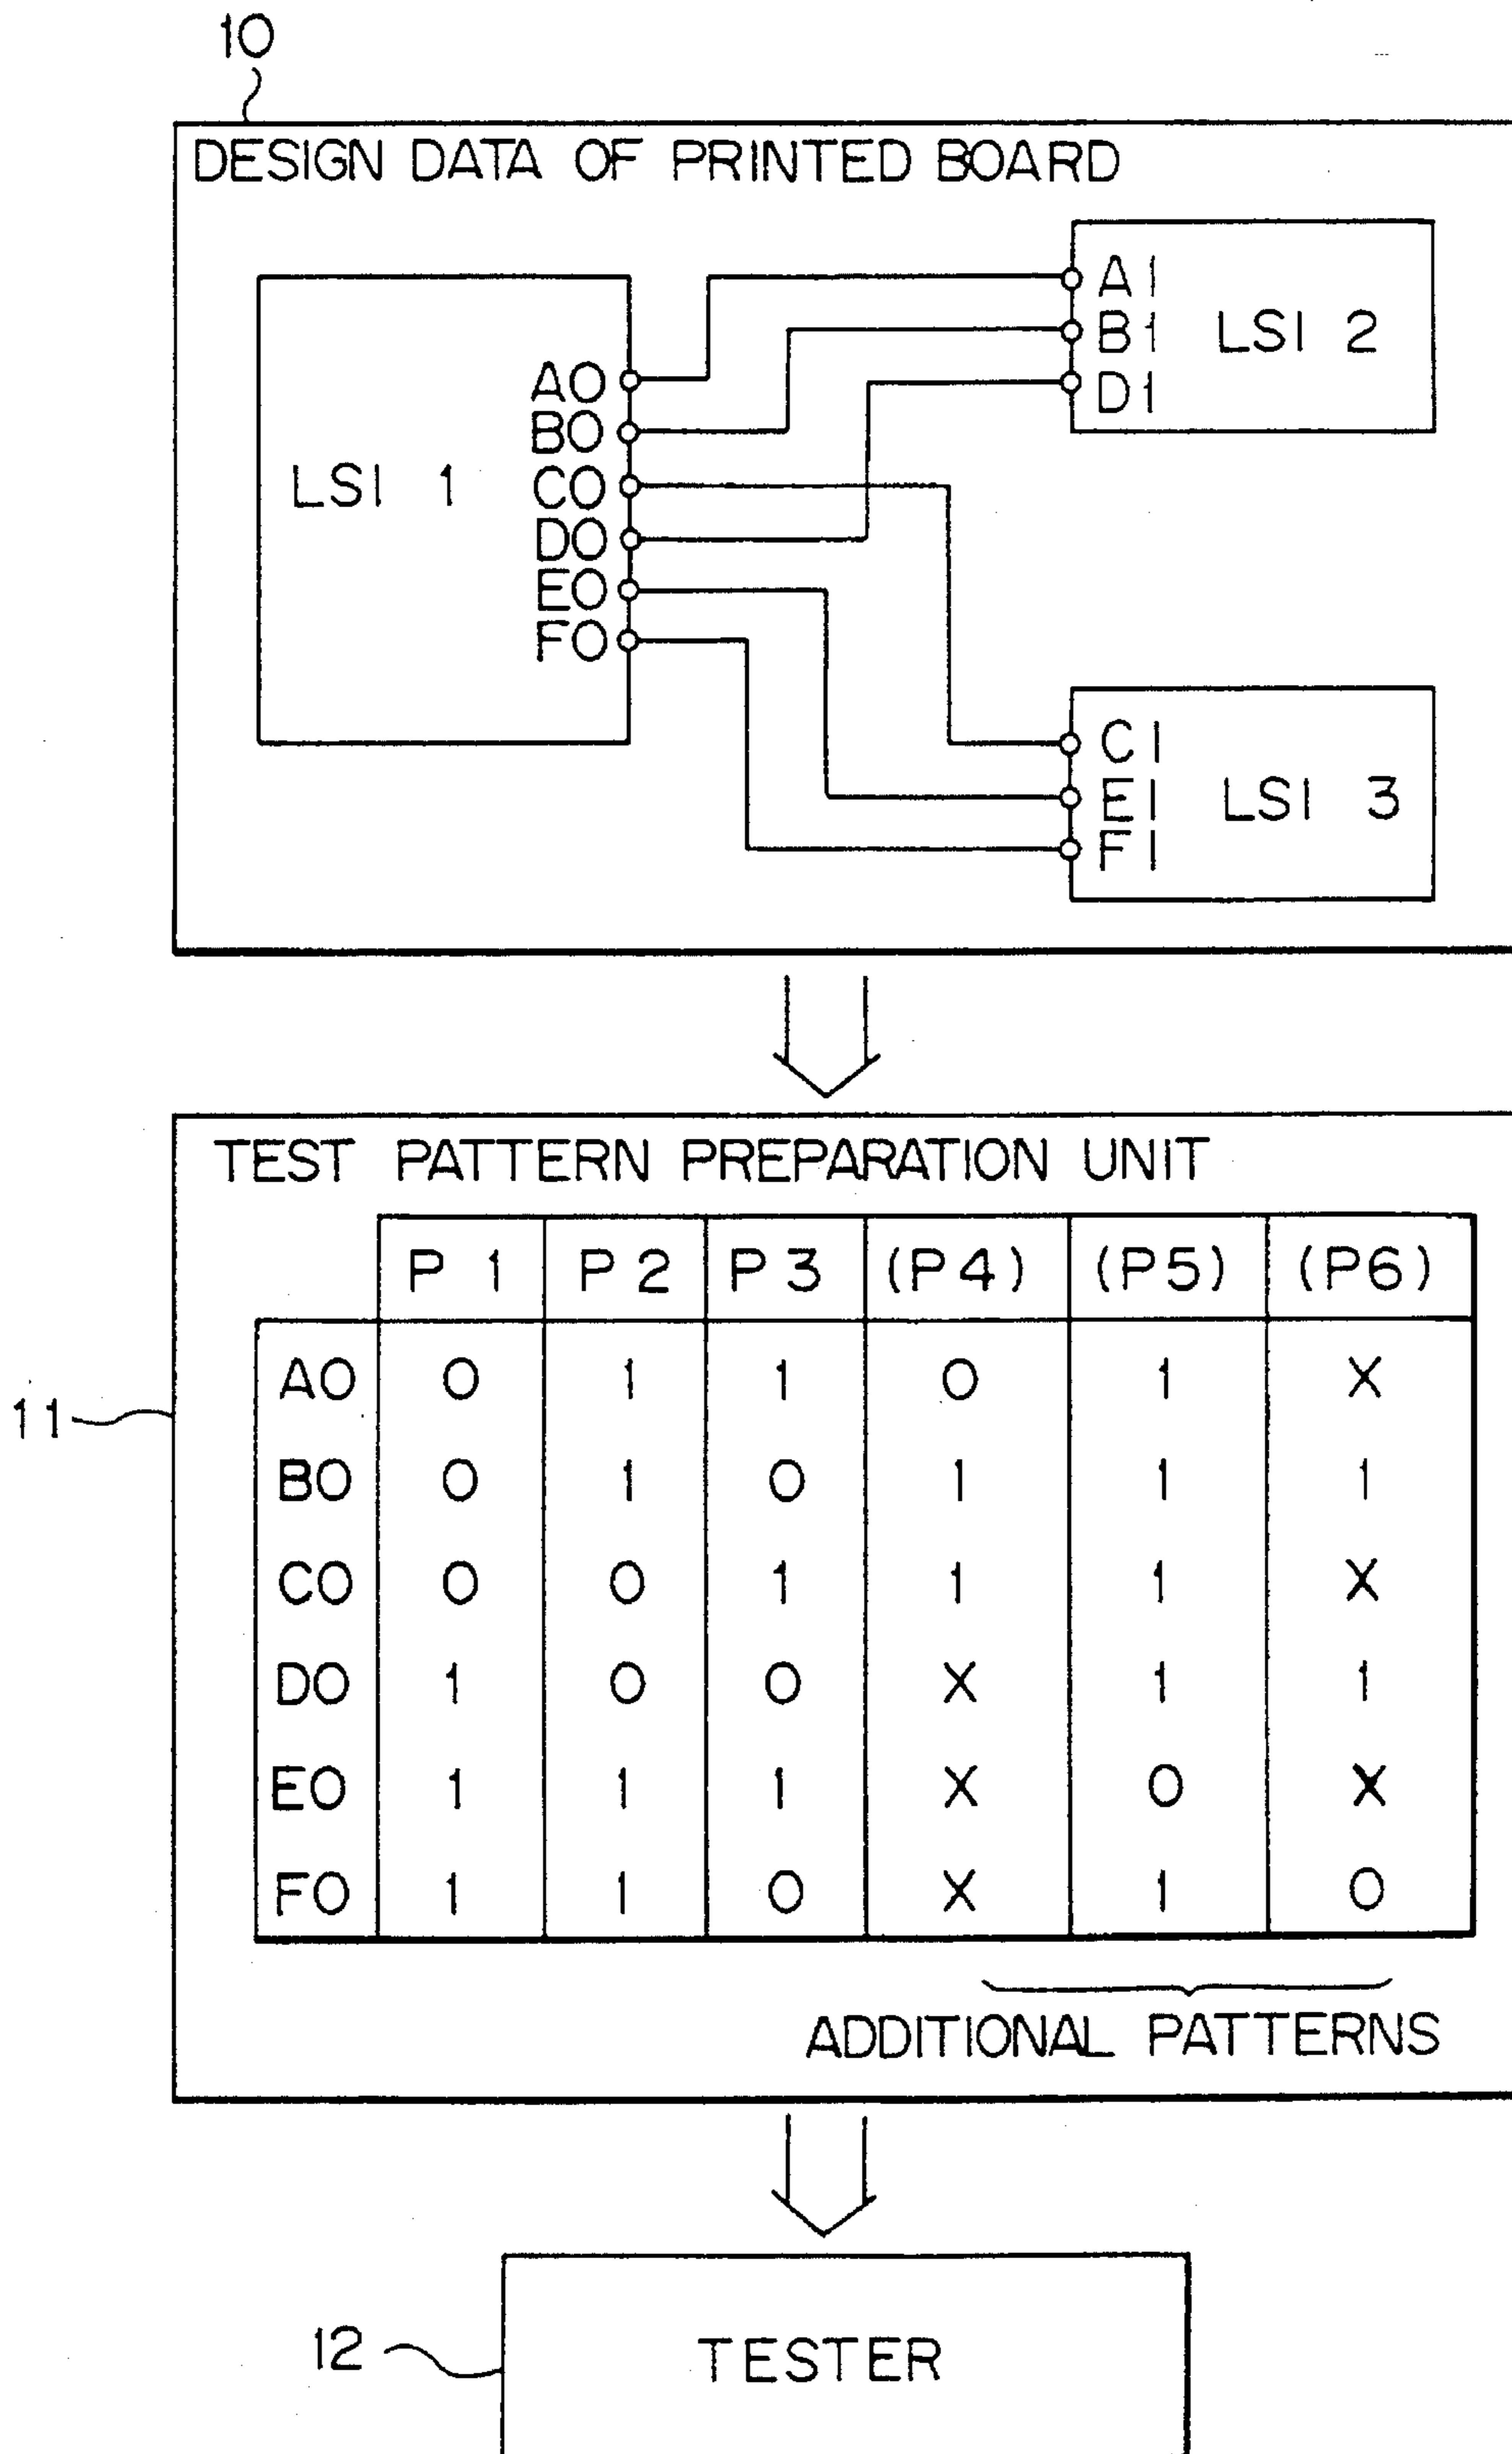 10
DESIGN DATA OF PRINTED BOARD
A1
B1 LSI 2
D1
AO
BO
LSI 1 CO
DO
EO
FO
C1
E1 LSI 3
F1
TEST PATTERN PREPARATION UNIT
P 1 P 2 P 3 (P4) (P5) (P6)
AO 0 1 1 0 1 X
11
BO 0 1 0 1 1 1
CO 0 0 1 1 1 X
DO 1 0 0 X 1 1
EO 1 1 1 X 0 X
FO 1 1 0 X 1 0
ADDITIONAL PATTERNS
12
TESTER